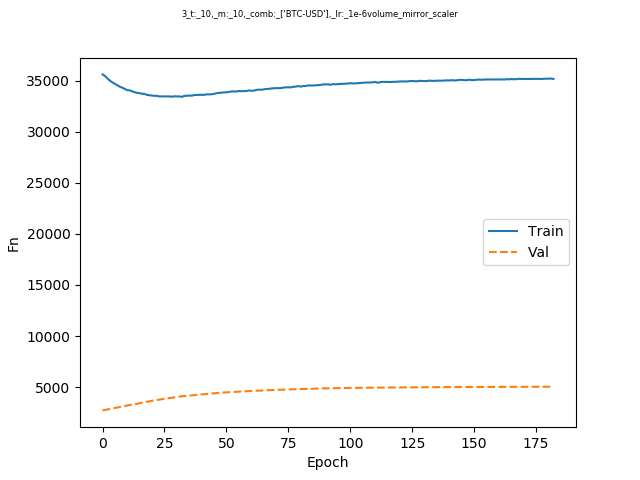 3_t:_10,_m:_10,_comb:_['BTC-USD'],_lr:_1e-6volume_mirror_scaler
35000
30000
25000
20000
15000
10000
5000
Fn
Train
Val
0 25 50 75 100 125 150 175
Epoch